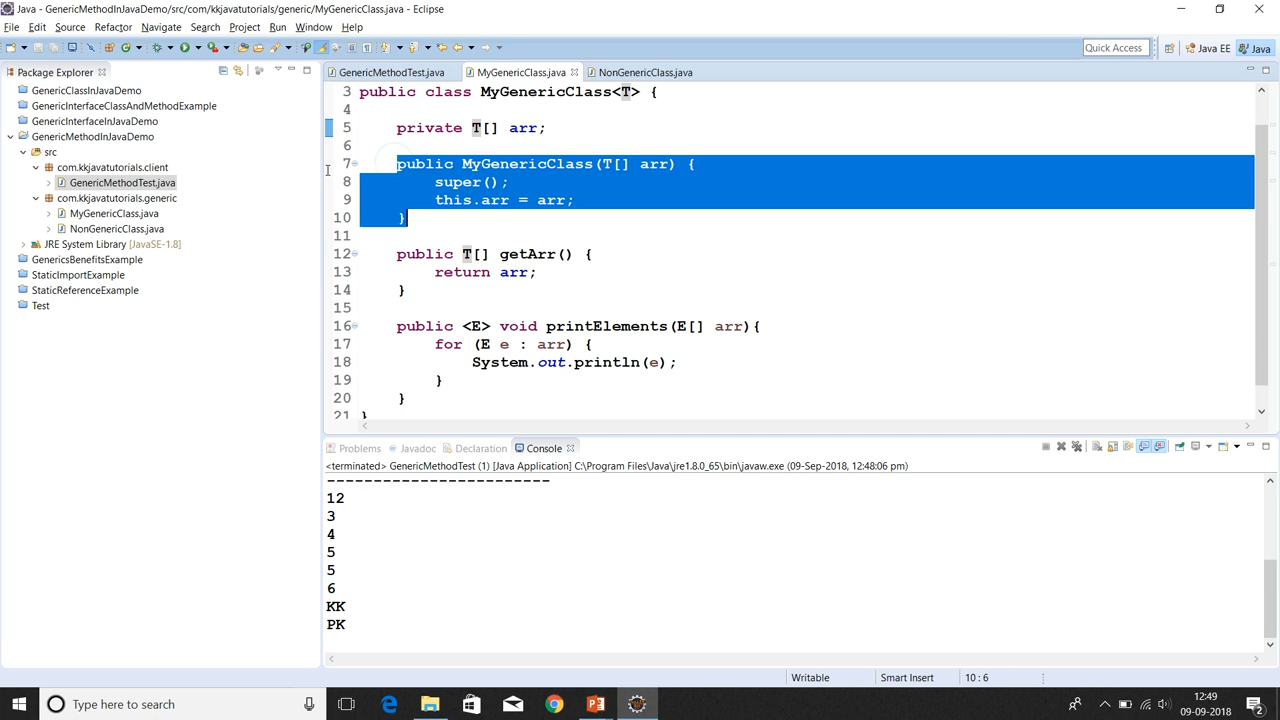 Java - GenericMethodInJavaDemo/src/com/kkjavatutorials/generic/MyGenericClass.java - Eclipse
File Edit Source Refactor Navigate Search Project Run Window Help
Quick Access Java EE Java
Package Explorer
GenericClassInJavaDemo
GenericInterfaceClassAndMethodExample
GenericInterfaceInJavaDemo
GenericMethodInJavaDemo
src
com.kkjavatutorials.client
GenericMethodTest.java
com.kkjavatutorials.generic
MyGenericClass.java
NonGenericClass.java
JRE System Library [JavaSE-1.8]
GenericsBenefitsExample
StaticImportExample
StaticReferenceExample
Test
GenericMethodTest.java MyGenericClass.java NonGenericClass.java
3 public class MyGenericClass<T> {
4
5 private T[] arr;
6
7 public MyGenericClass(T[] arr) {
8 super();
9 this.arr = arr;
10 }
11
12 public T[] getArr() {
13 return arr;
14 }
15
16 public <E> void printElements(E[] arr){
17 for (E e : arr) {
18 System.out.println(e);
19 }
20 }
21 }
Problems Javadoc Declaration Console
<terminated> GenericMethodTest (1) [Java Application] C:\Program Files\Java\jre1.8.0_65\bin\javaw.exe (09-Sep-2018, 12:48:06 pm)
------------------------
12
3
4
5
5
6
KK
PK
Writable Smart Insert 10 : 6
Type here to search
12:49
09-09-2018
2